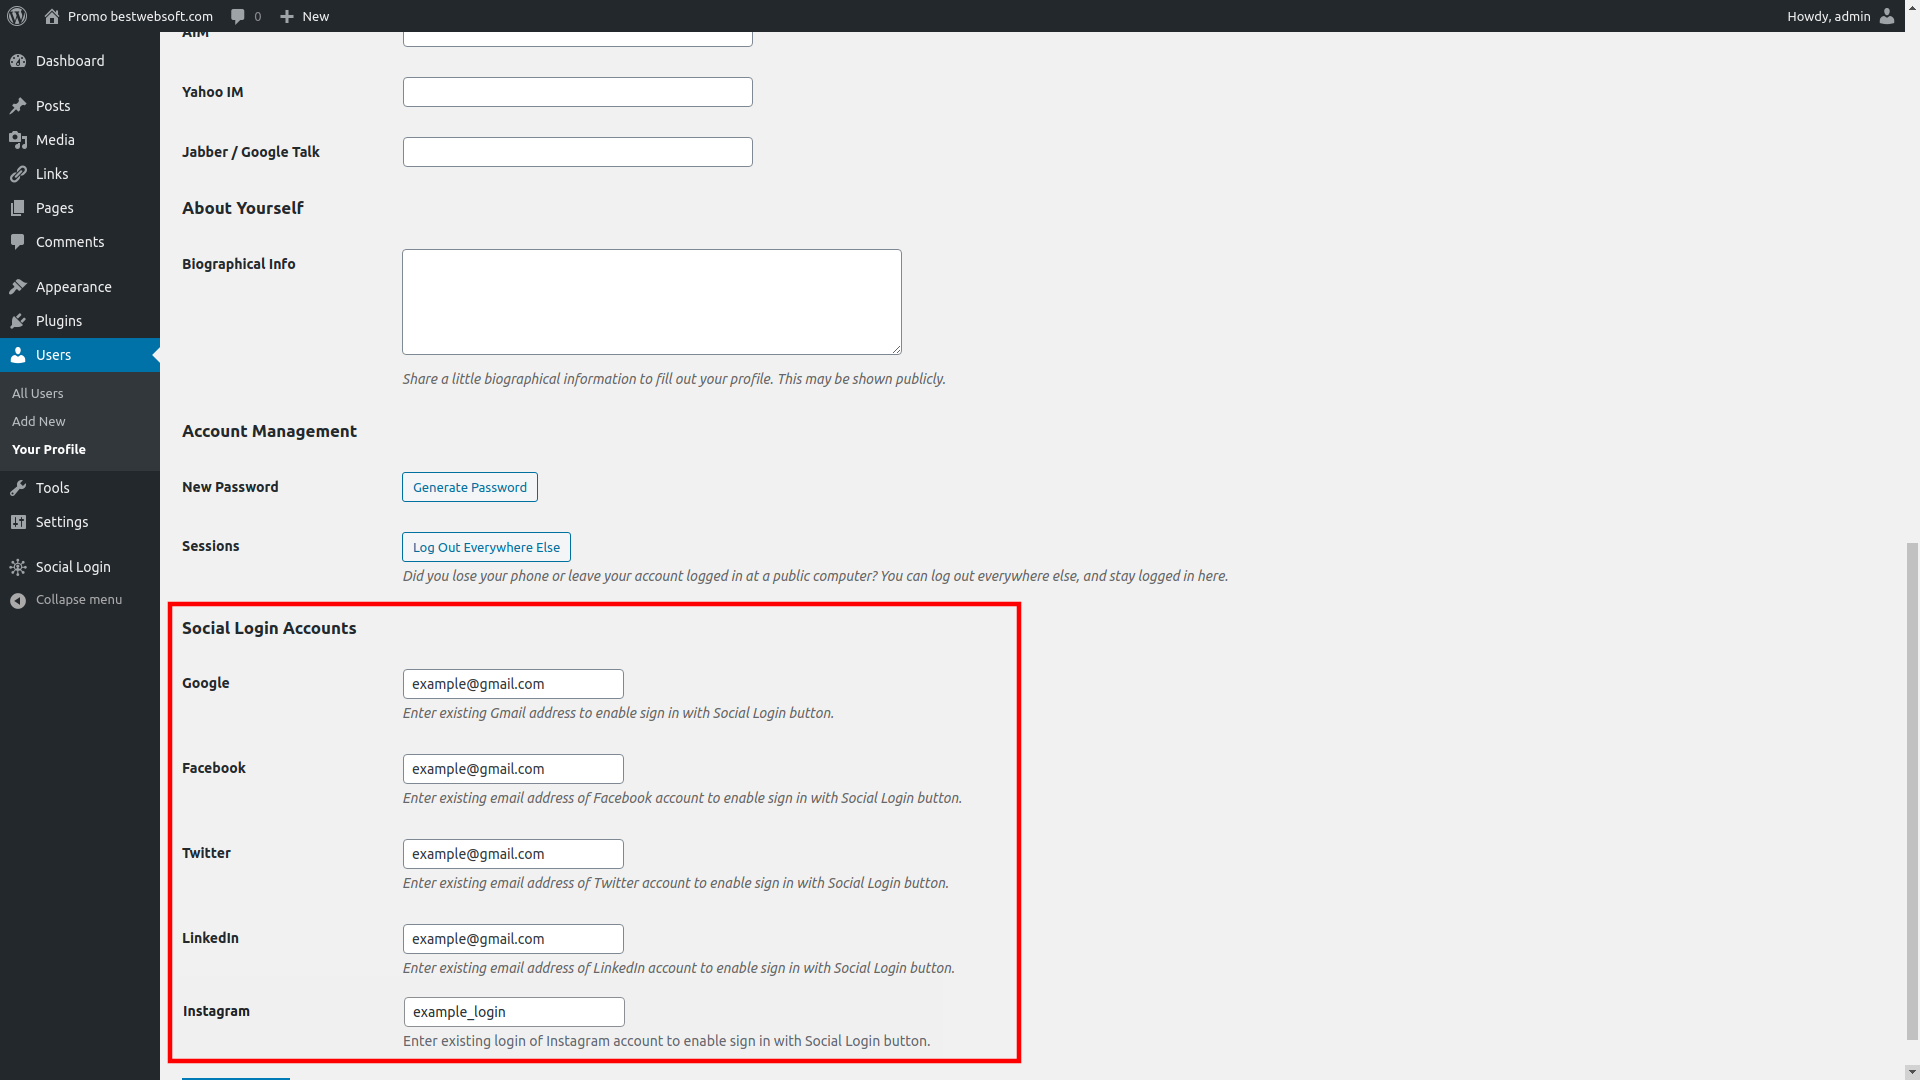 Promo bestwebsoft.com 0 New Howdy, admin
Dashboard
Posts
Media
Links
Pages
Comments
Appearance
Plugins
Users
All Users
Add New
Your Profile
Tools
Settings
Social Login
Collapse menu
AIM
Yahoo IM
Jabber / Google Talk
About Yourself
Biographical Info
Share a little biographical information to fill out your profile. This may be shown publicly.
Account Management
New Password Generate Password
Sessions Log Out Everywhere Else
Did you lose your phone or leave your account logged in at a public computer? You can log out everywhere else, and stay logged in here.
Social Login Accounts
Google example@gmail.com
Enter existing Gmail address to enable sign in with Social Login button.
Facebook example@gmail.com
Enter existing email address of Facebook account to enable sign in with Social Login button.
Twitter example@gmail.com
Enter existing email address of Twitter account to enable sign in with Social Login button.
LinkedIn example@gmail.com
Enter existing email address of LinkedIn account to enable sign in with Social Login button.
Instagram example_login
Enter existing login of Instagram account to enable sign in with Social Login button.